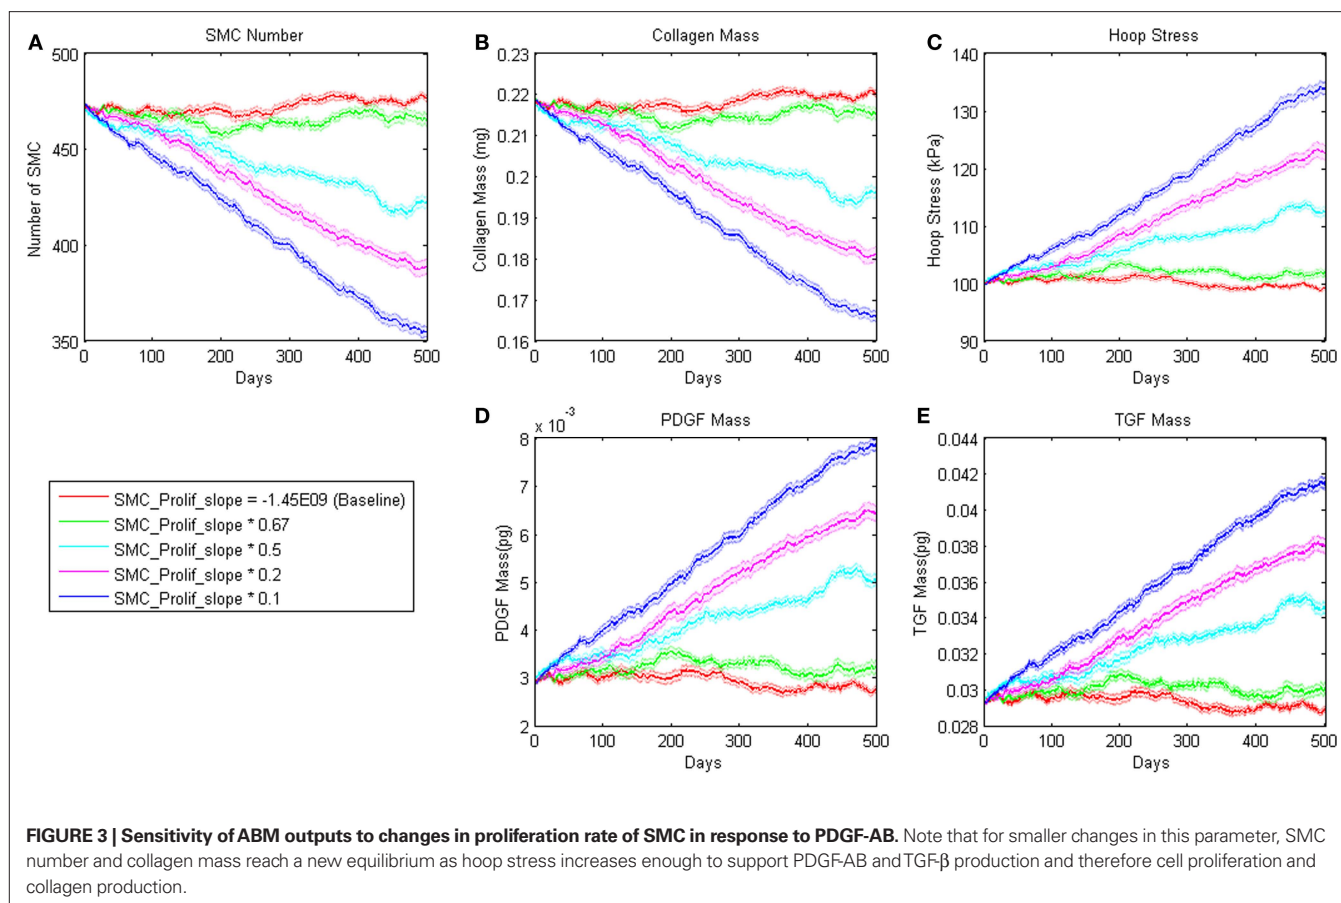 A
SMC Number
500
450
400
350
Number of SMC
0
100
200
300
400
500
Days
B
Collagen Mass
0.23
0.22
0.21
0.2
0.19
0.18
0.17
0.16
Collagen Mass (mg)
0
100
200
300
400
500
Days
C
Hoop Stress
140
130
120
110
100
90
Hoop Stress (kPa)
0
100
200
300
400
500
Days
SMC_Prolif_slope = -1.45E09 (Baseline)
SMC_Prolif_slope * 0.67
SMC_Prolif_slope * 0.5
SMC_Prolif_slope * 0.2
SMC_Prolif_slope * 0.1
D
x 10-3
PDGF Mass
8
7
6
5
4
3
2
PDGF Mass(pg)
0
100
200
300
400
500
Days
E
TGF Mass
0.044
0.042
0.04
0.038
0.036
0.034
0.032
0.03
0.028
TGF Mass(pg)
0
100
200
300
400
500
Days
FIGURE 3 | Sensitivity of ABM outputs to changes in proliferation rate of SMC in response to PDGF-AB. Note that for smaller changes in this parameter, SMC
number and collagen mass reach a new equilibrium as hoop stress increases enough to support PDGF-AB and TGF-β production and therefore cell proliferation and
collagen production.